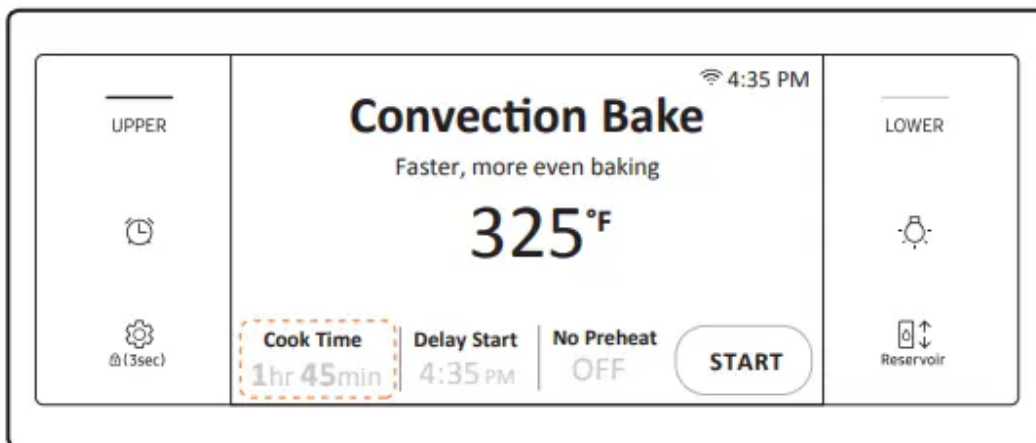 4:35 PM
UPPER
Convection Bake
LOWER
Faster, more even baking
325°F
Cook Time
Delay Start
No Preheat
1hr 45min
4:35 PM
OFF
START
(3sec)
Reservoir